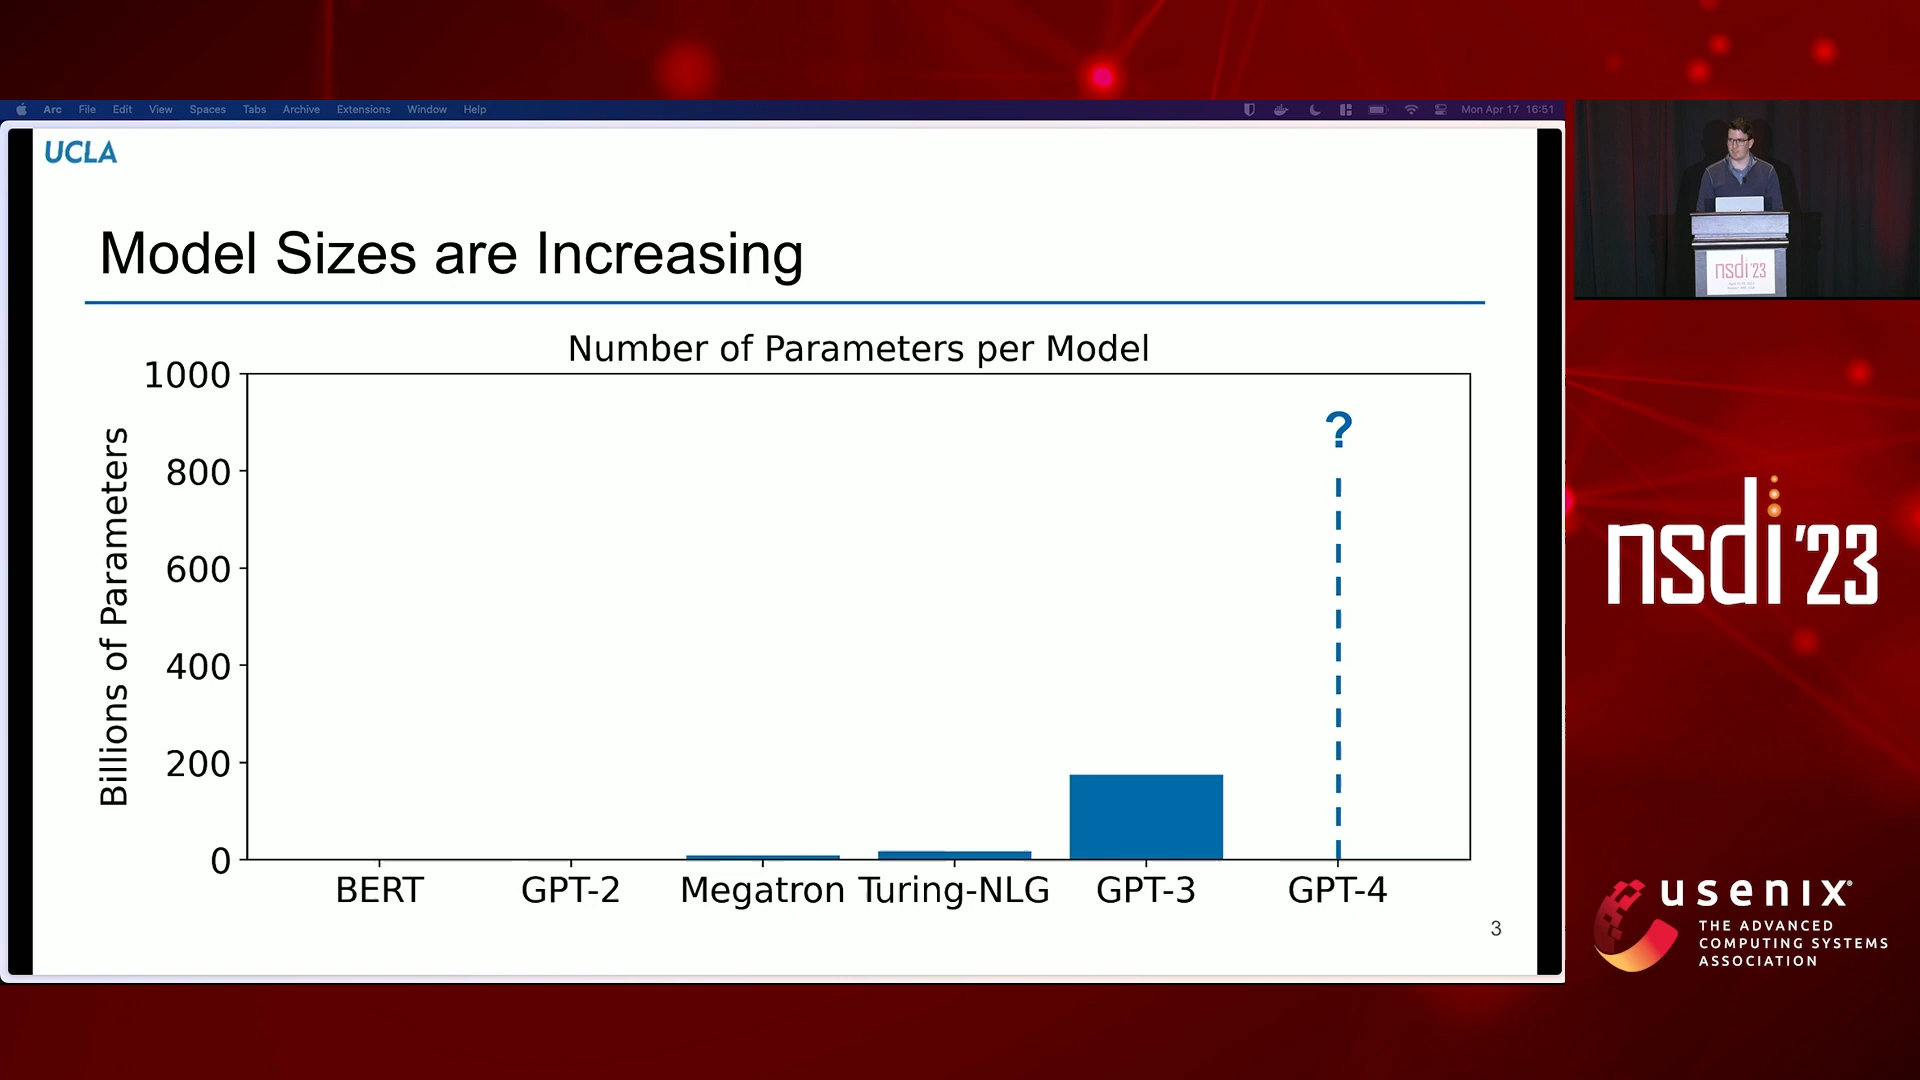 Arc File Edit View Spaces Tabs Archive Extensions Window Help
Mon Apr 17 16:51
UCLA
Model Sizes are Increasing
Number of Parameters per Model
Billions of Parameters
1000
800
600
400
200
0
?
BERT GPT-2 Megatron Turing-NLG GPT-3 GPT-4
3
nsdi'23
nsdi'23
usenix®
THE ADVANCED
COMPUTING SYSTEMS
ASSOCIATION